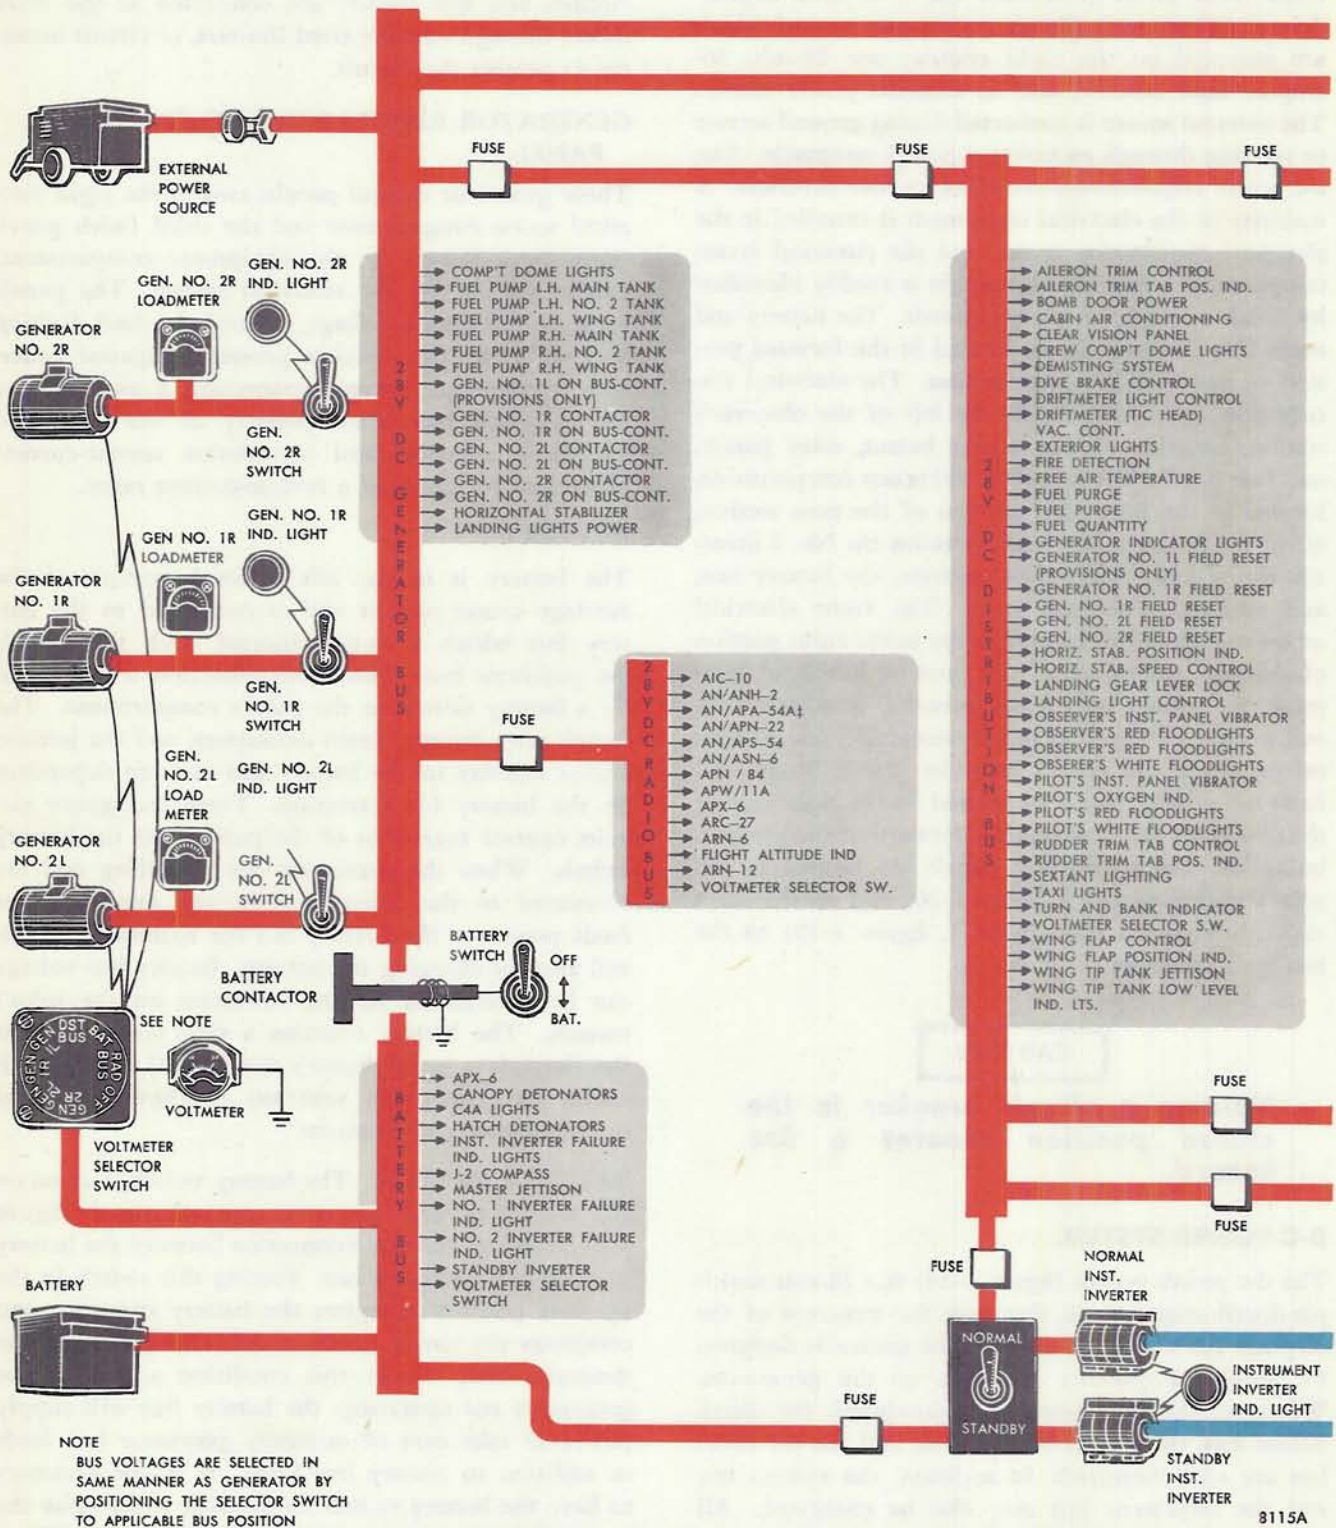 EXTERNAL
POWER
SOURCE
FUSE
FUSE
FUSE
GEN. NO. 2R
LOADMETER
GEN. NO. 2R
IND. LIGHT
GENERATOR
NO. 2R
GEN.
NO. 2R
SWITCH
28V DC GENERATOR BUS
COMP'T DOME LIGHTS
FUEL PUMP L.H. MAIN TANK
FUEL PUMP L.H. NO. 2 TANK
FUEL PUMP L.H. WING TANK
FUEL PUMP R.H. MAIN TANK
FUEL PUMP R.H. NO. 2 TANK
FUEL PUMP R.H. WING TANK
GEN. NO. 1L ON BUS-CONT.
(PROVISIONS ONLY)
GEN. NO. 1R CONTACTOR
GEN. NO. 1R ON BUS-CONT.
GEN. NO. 2L CONTACTOR
GEN. NO. 2L ON BUS-CONT.
GEN. NO. 2R CONTACTOR
GEN. NO. 2R ON BUS-CONT.
HORIZONTAL STABILIZER
LANDING LIGHTS POWER
28V DC DISTRIBUTION BUS
AILERON TRIM CONTROL
AILERON TRIM TAB POS. IND.
BOMB DOOR POWER
CABIN AIR CONDITIONING
CLEAR VISION PANEL
CREW COMP'T DOME LIGHTS
DEMISTING SYSTEM
DIVE BRAKE CONTROL
DRIFTMETER LIGHT CONTROL
DRIFTMETER (TIC HEAD)
VAC. CONT.
EXTERIOR LIGHTS
FIRE DETECTION
FREE AIR TEMPERATURE
FUEL PURGE
FUEL PURGE
FUEL QUANTITY
GENERATOR INDICATOR LIGHTS
GENERATOR NO. 1L FIELD RESET
(PROVISIONS ONLY)
GENERATOR NO. 1R FIELD RESET
GEN. NO. 1R FIELD RESET
GEN. NO. 2L FIELD RESET
GEN. NO. 2R FIELD RESET
HORIZ. STAB. POSITION IND.
HORIZ. STAB. SPEED CONTROL
LANDING GEAR LEVER LOCK
LANDING LIGHT CONTROL
OBSERVER'S INST. PANEL VIBRATOR
OBSERVER'S RED FLOODLIGHTS
OBSERVER'S RED FLOODLIGHTS
OBSERER'S WHITE FLOODLIGHTS
PILOT'S INST. PANEL VIBRATOR
PILOT'S OXYGEN IND.
PILOT'S RED FLOODLIGHTS
PILOT'S WHITE FLOODLIGHTS
RUDDER TRIM TAB CONTROL
RUDDER TRIM TAB POS. IND.
SEXTANT LIGHTING
TAXI LIGHTS
TURN AND BANK INDICATOR
VOLTMETER SELECTOR S.W.
WING FLAP CONTROL
WING FLAP POSITION IND.
WING TIP TANK JETTISON
WING TIP TANK LOW LEVEL
IND. LTS.
GEN NO. 1R
LOADMETER
GEN. NO. 1R
IND. LIGHT
GENERATOR
NO. 1R
GEN.
NO. 1R
SWITCH
FUSE
28V DC RADIO BUS
AIC-10
AN/ANH-2
AN/APA-54A‡
AN/APN-22
AN/APS-54
AN/ASN-6
APN / 84
APW/11A
APX-6
ARC-27
ARN-6
FLIGHT ALTITUDE IND
ARN-12
VOLTMETER SELECTOR SW.
GEN.
NO. 2L
LOAD
METER
GEN. NO. 2L
IND. LIGHT
GENERATOR
NO. 2L
GEN.
NO. 2L
SWITCH
BATTERY
SWITCH
OFF
BAT.
BATTERY
CONTACTOR
SEE NOTE
GEN 2R GEN 2L GEN 1R GEN 1L DST BUS BAT RAD BUS OFF
VOLTMETER
VOLTMETER
SELECTOR
SWITCH
BATTERY BUS
APX-6
CANOPY DETONATORS
C4A LIGHTS
HATCH DETONATORS
INST. INVERTER FAILURE
IND. LIGHTS
J-2 COMPASS
MASTER JETTISON
NO. 1 INVERTER FAILURE
IND. LIGHT
NO. 2 INVERTER FAILURE
IND. LIGHT
STANDBY INVERTER
VOLTMETER SELECTOR
SWITCH
BATTERY
FUSE
FUSE
FUSE
NORMAL
INST.
INVERTER
NORMAL
STANDBY
INSTRUMENT
INVERTER
IND. LIGHT
FUSE
STANDBY
INST.
INVERTER
NOTE
BUS VOLTAGES ARE SELECTED IN
SAME MANNER AS GENERATOR BY
POSITIONING THE SELECTOR SWITCH
TO APPLICABLE BUS POSITION
8115A